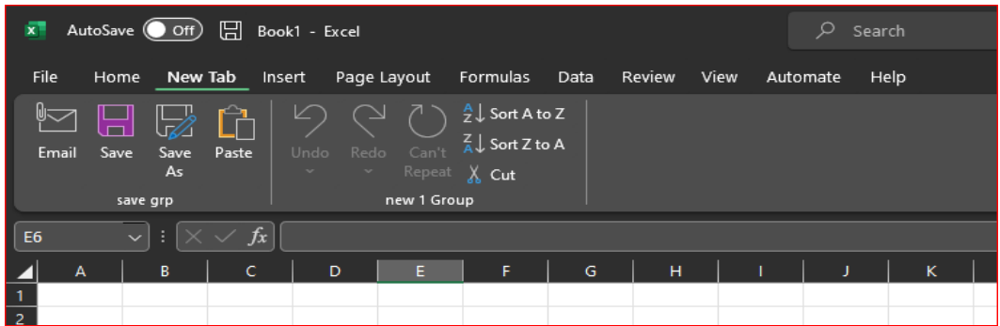 AutoSave Off Book1 - Excel Search
File Home New Tab Insert Page Layout Formulas Data Review View Automate Help
Email Save Save As Paste Undo Redo Can't Repeat
Sort A to Z
Sort Z to A
Cut
save grp new 1 Group
E6 fx
A B C D E F G H I J K
1
2